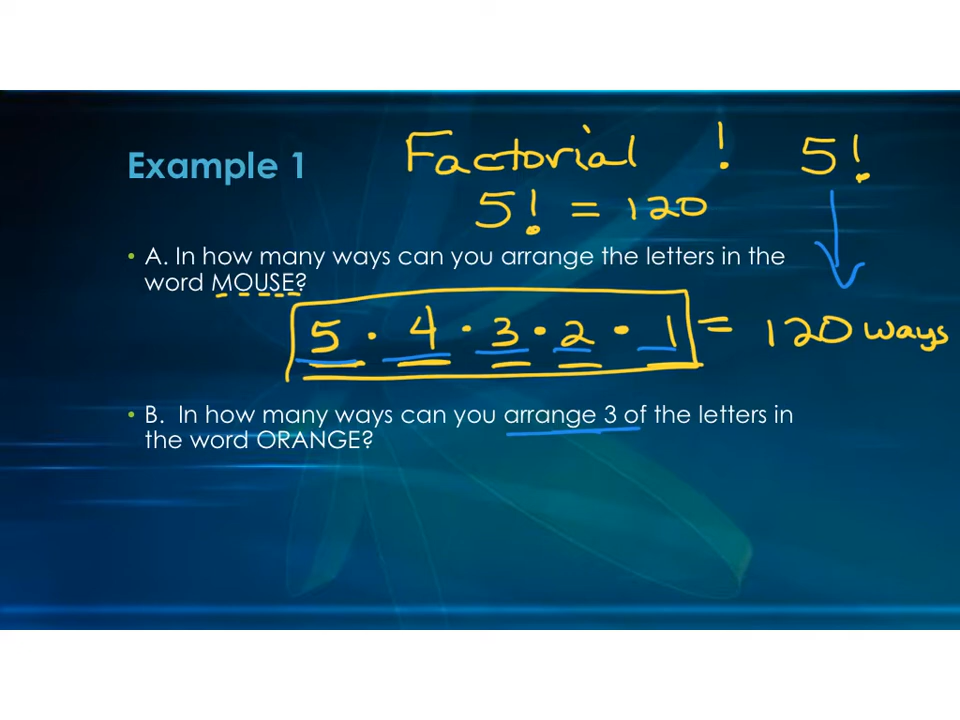 Example 1
Factorial ! 5!
5! = 120
• A. In how many ways can you arrange the letters in the
word MOUSE?
5 · 4 · 3 · 2 · 1 = 120 ways
• B. In how many ways can you arrange 3 of the letters in
the word ORANGE?